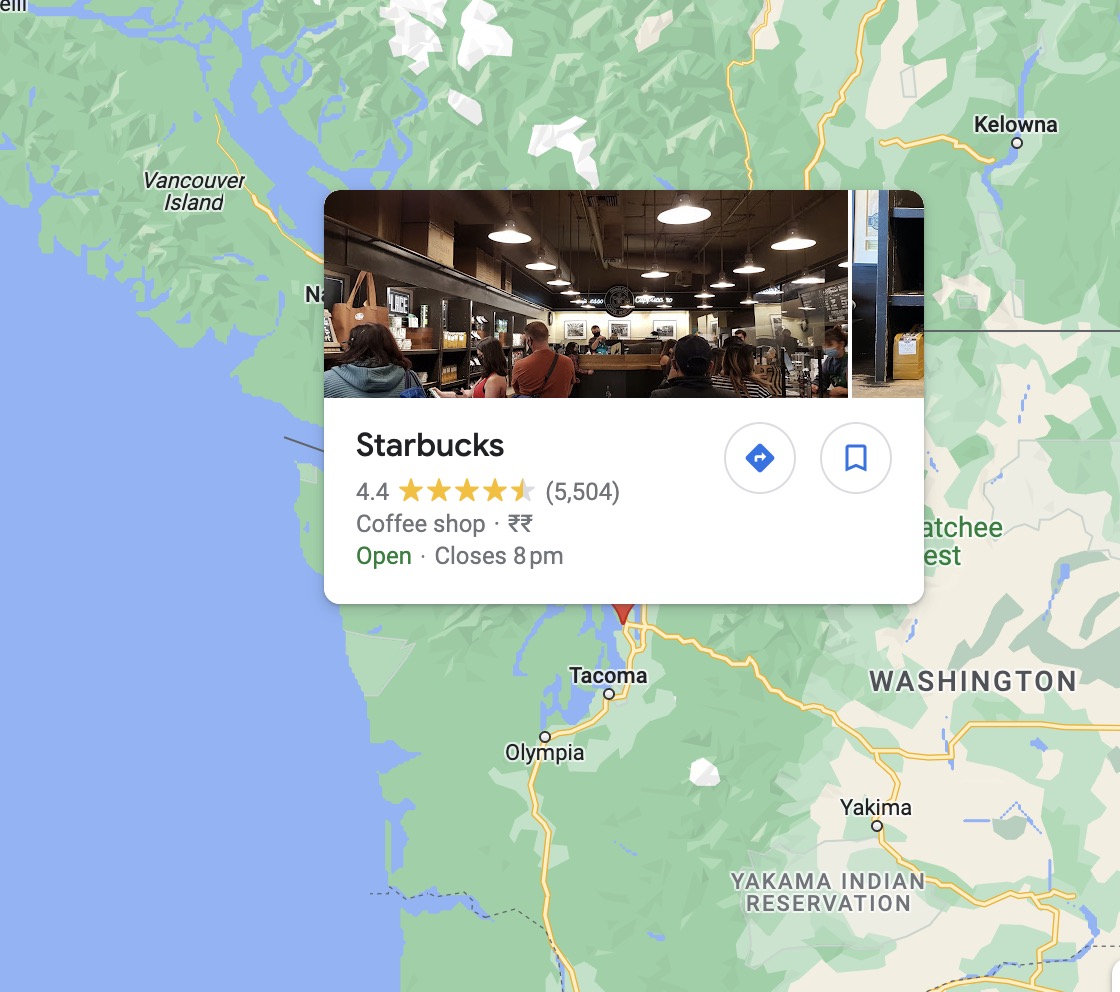 Kelowna
Vancouver
Island
Starbucks
4.4 (5,504)
Coffee shop · ₹₹
Open · Closes 8 pm
atchee
est
Tacoma
WASHINGTON
Olympia
Yakima
YAKAMA INDIAN
RESERVATION